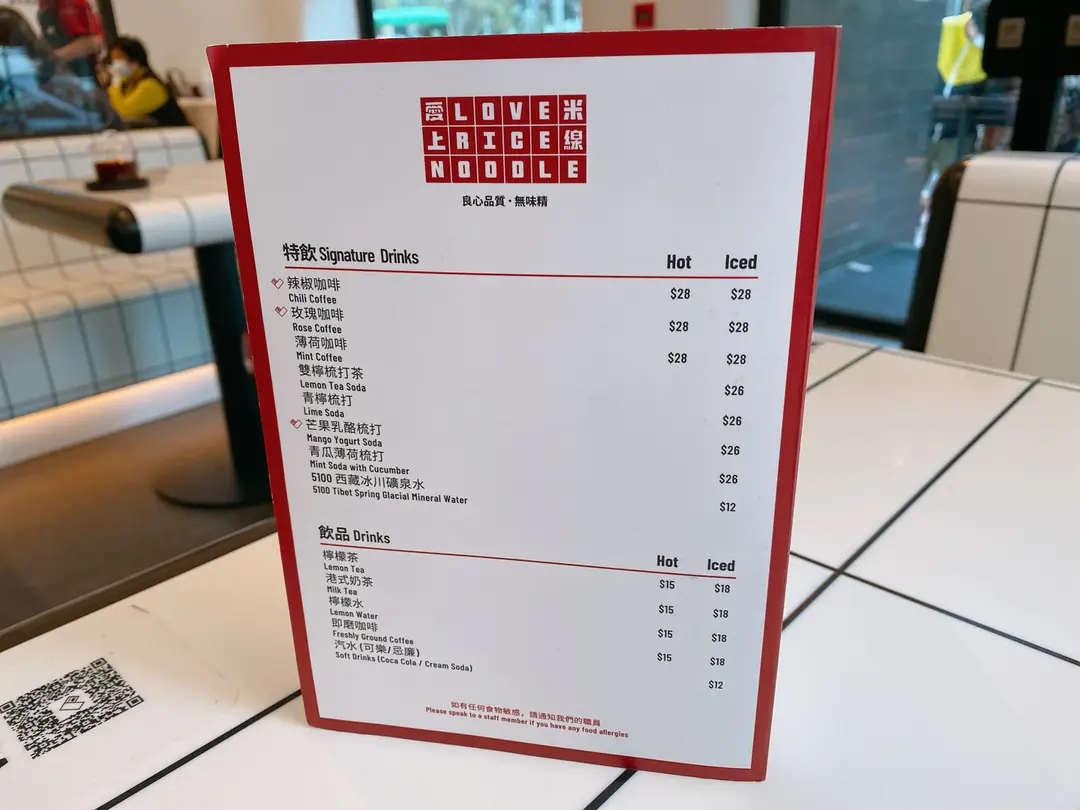 愛LOVE米
上RICE線
NOODLE
良心品質·無味精
特飲 Signature Drinks Hot Iced
辣椒咖啡
Chili Coffee $28 $28
玫瑰咖啡
Rose Coffee $28 $28
薄荷咖啡
Mint Coffee $28 $28
雙檸梳打茶
Lemon Tea Soda $26
青檸梳打
Lime Soda $26
芒果乳酪梳打
Mango Yogurt Soda $26
青瓜薄荷梳打
Mint Soda with Cucumber $26
5100 西藏冰川礦泉水
5100 Tibet Spring Glacial Mineral Water $12
飲品 Drinks Hot Iced
檸檬茶
Lemon Tea $15 $18
港式奶茶
Milk Tea $15 $18
檸檬水
Lemon Water $15 $18
即磨咖啡
Freshly Ground Coffee $15 $18
汽水 (可樂/忌廉)
Soft Drinks (Coca Cola / Cream Soda) $12
如有任何食物敏感，請通知我們的職員
Please speak to a staff member if you have any food allergies